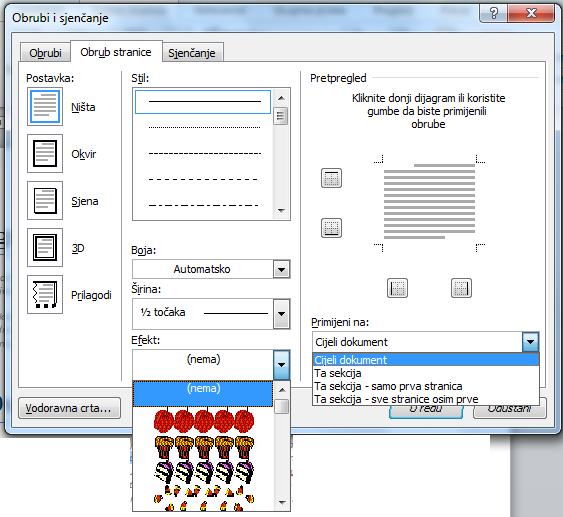 Obrubi i sjenčanje
Obrubi
Obrub stranice
Sjenčanje
Postavka:
Ništa
Okvir
Sjena
3D
Prilagodi
Stil:
Boja:
Automatsko
Širina:
½ točaka
Efekt:
(nema)
(nema)
Pretpregled
Kliknite donji dijagram ili koristite
gumbe da biste primijenili
obrube
Primijeni na:
Cijeli dokument
Cijeli dokument
Ta sekcija
Ta sekcija - samo prva stranica
Ta sekcija - sve stranice osim prve
Vodoravna crta...
U redu
Odustani